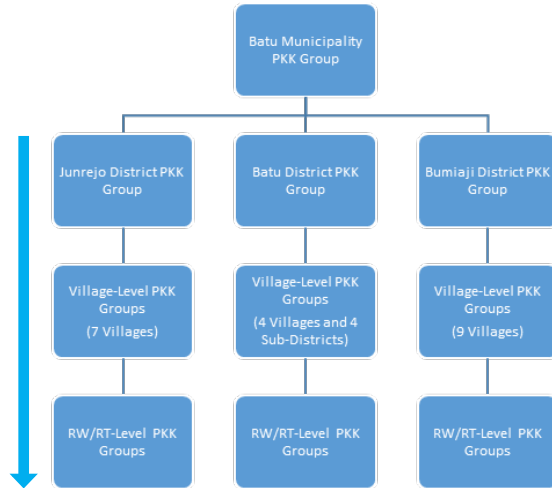 Batu Municipality
PKK Group
Junrejo District PKK
Group
Batu District PKK
Group
Bumiaji District PKK
Group
Village-Level PKK
Groups
(7 Villages)
Village-Level PKK
Groups
(4 Villages and 4
Sub-Districts)
Village-Level PKK
Groups
(9 Villages)
RW/RT-Level PKK
Groups
RW/RT-Level PKK
Groups
RW/RT-Level PKK
Groups